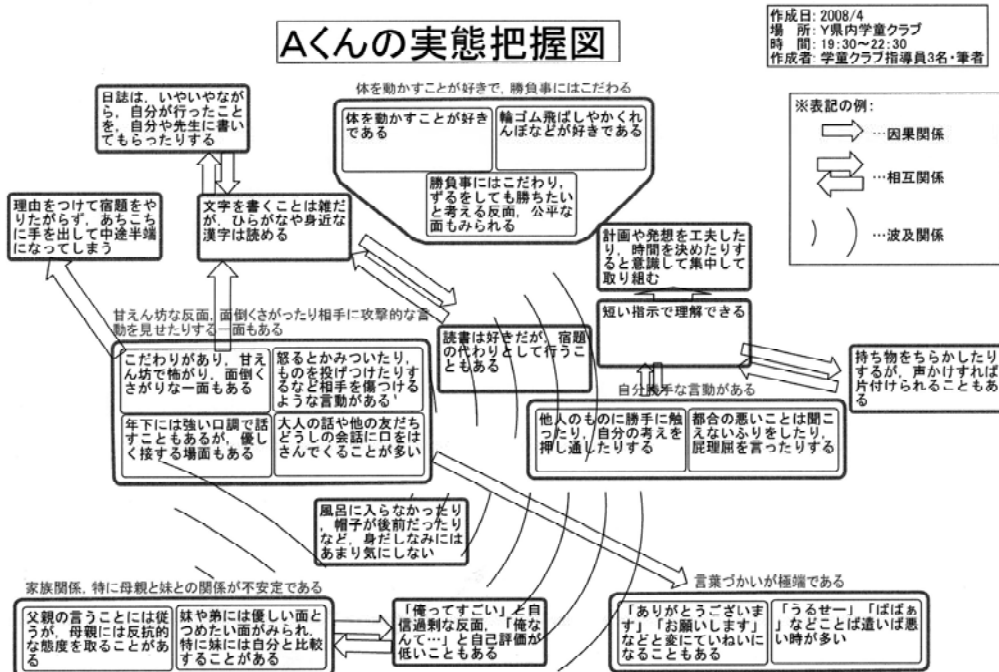 Aくんの実態把握図
作成日:2008/4
場　所:Y県内学童クラブ
時　間:19:30～22:30
作成者:学童クラブ指導員3名・筆者
※表記の例:
…因果関係
…相互関係
…波及関係
日誌は，いやいやなが
ら，自分が行ったこと
を，自分や先生に書い
てもらったりする
体を動かすことが好きで，勝負事にはこだわる
体を動かすことが好き
である
輪ゴム飛ばしやかくれ
んぼなどが好きである
勝負事にはこだわり，
ずるをしても勝ちたい
と考える反面，公平な
面もみられる
理由をつけて宿題をや
りたがらず，あちこち
に手を出して中途半端
になってしまう
文字を書くことは雑だ
が，ひらがなや身近な
漢字は読める
計画や発想を工夫した
り，時間を決めたりす
ると意識して集中して
取り組む
短い指示で理解できる
読書は好きだが，宿題
の代わりとして行うこ
ともある
持ち物をちらかしたり
するが，声かけすれば
片付けられることもあ
る
甘えん坊な反面，面倒くさがったり相手に攻撃的な言
動を見せたりする一面もある
こだわりがあり，甘え
ん坊で怖がり，面倒く
さがりな一面もある
怒るとかみついたり，
ものを投げつけたりす
るなど相手を傷つける
ような言動がある
年下には強い口調で話
すこともあるが，優し
く接する場面もある
大人の話や他の友だち
どうしの会話に口をは
さんでくることが多い
自分勝手な言動がある
他人のものに勝手に触
ったり，自分の考えを
押し通したりする
都合の悪いことは聞こ
えないふりをしたり，
屁理屈を言ったりする
風呂に入らなかったり
，帽子が後前だったり
など，身だしなみには
あまり気にしない
家族関係，特に母親と妹との関係が不安定である
父親の言うことには従
うが，母親には反抗的
な態度を取ることがあ
る
妹や弟には優しい面と
つめたい面がみられ，
特に妹には自分と比較
することがある
「俺ってすごい」と自
信過剰な反面，「俺な
んて…」と自己評価が
低いこともある
言葉づかいが極端である
「ありがとうございま
す」「お願いします」
などと変にていねいに
なることもある
「うるせー」「ばばぁ
」などことば遣いば悪
い時が多い